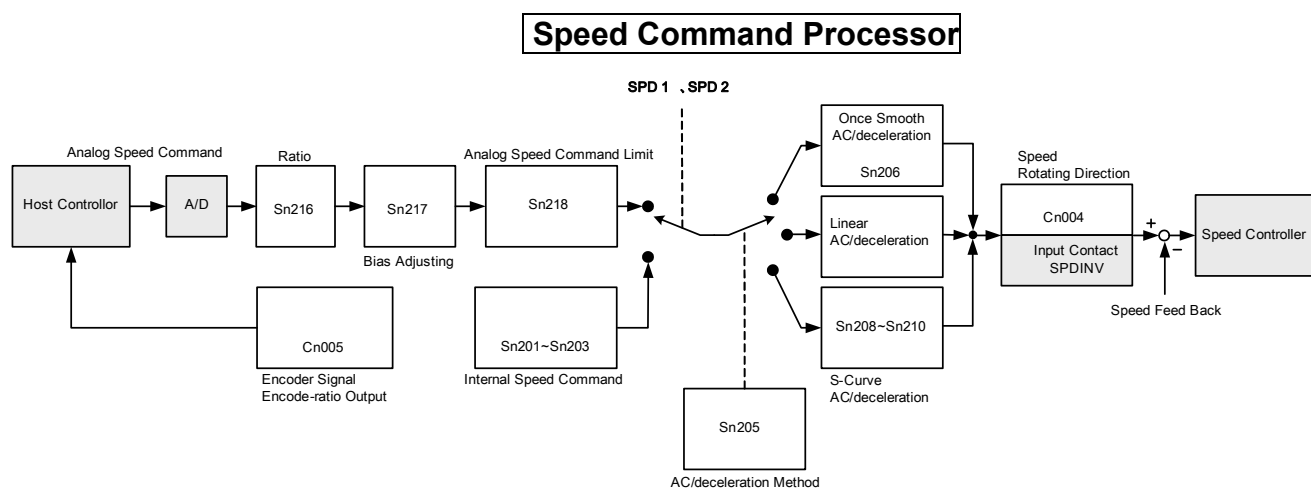 Speed Command Processor
SPD 1 、SPD 2
Analog Speed Command
Host Controllor
A/D
Ratio
Sn216
Sn217
Bias Adjusting
Analog Speed Command Limit
Sn218
Once Smooth
AC/deceleration
Sn206
Linear
AC/deceleration
Sn208~Sn210
S-Curve
AC/deceleration
Speed
Rotating Direction
Cn004
Input Contact
SPDINV
+
−
Speed Controller
Speed Feed Back
Cn005
Encoder Signal
Encode-ratio Output
Sn201~Sn203
Internal Speed Command
Sn205
AC/deceleration Method